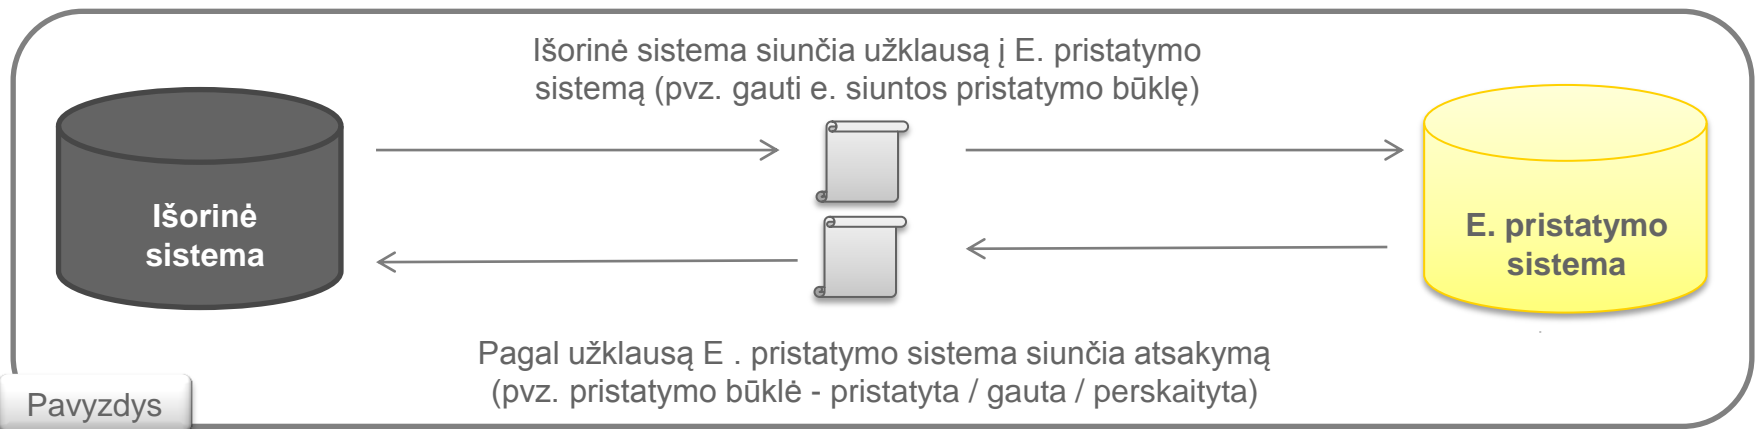 Išorinė sistema siunčia užklausą į E. pristatymo
sistemą (pvz. gauti e. siuntos pristatymo būklę)
Išorinė
sistema
E. pristatymo
sistema
Pagal užklausą E . pristatymo sistema siunčia atsakymą
(pvz. pristatymo būklė - pristatyta / gauta / perskaityta)
Pavyzdys